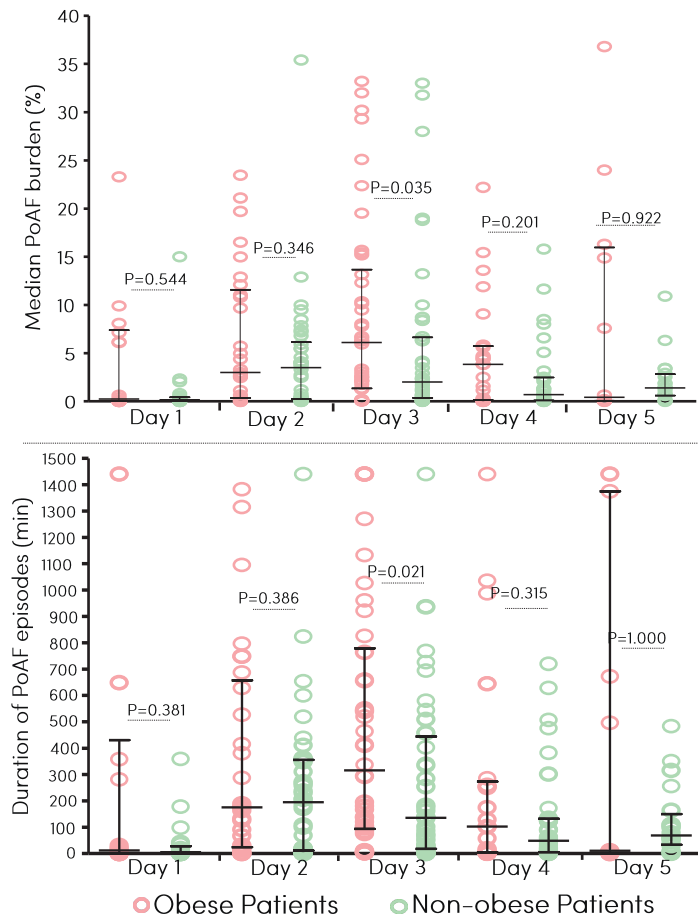 Median PoAF burden (%)
40
35
30
25
20
15
10
5
0
P=0.544
P=0.346
P=0.035
P=0.201
P=0.922
Day 1
Day 2
Day 3
Day 4
Day 5
Duration of PoAF episodes (min)
1500
1400
1300
1200
1100
1000
900
800
700
600
500
400
300
200
100
0
P=0.381
P=0.386
P=0.021
P=0.315
P=1.000
Day 1
Day 2
Day 3
Day 4
Day 5
Obese Patients
Non-obese Patients